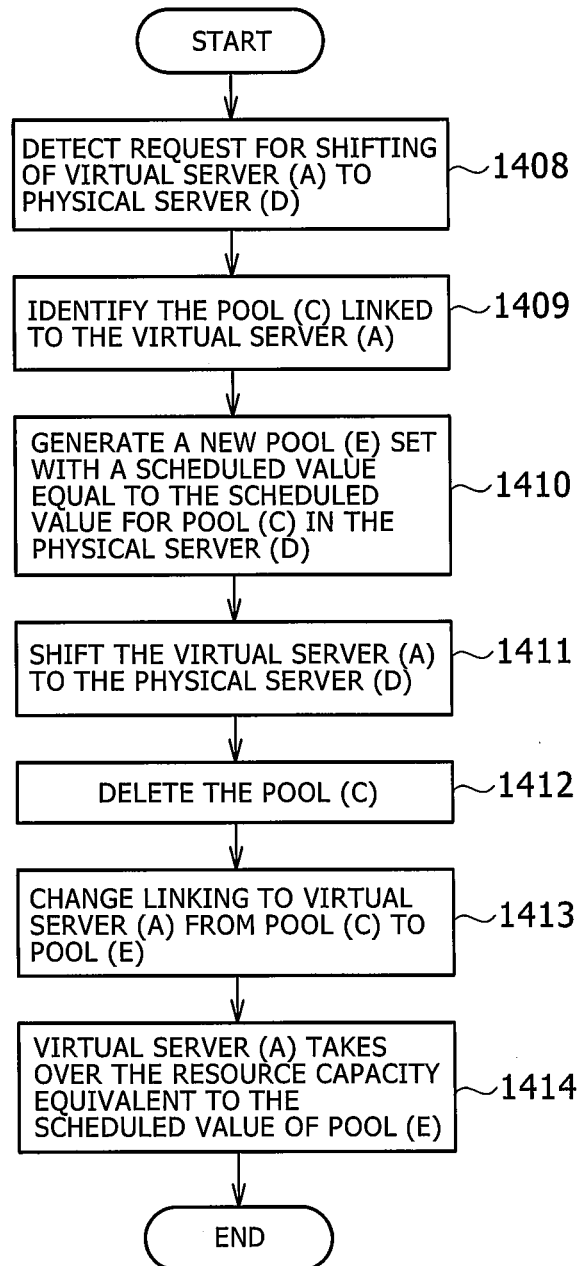 START
DETECT REQUEST FOR SHIFTING
OF VIRTUAL SERVER (A) TO
PHYSICAL SERVER (D)
1408
IDENTIFY THE POOL (C) LINKED
TO THE VIRTUAL SERVER (A)
1409
GENERATE A NEW POOL (E) SET
WITH A SCHEDULED VALUE
EQUAL TO THE SCHEDULED
VALUE FOR POOL (C) IN THE
PHYSICAL SERVER (D)
1410
SHIFT THE VIRTUAL SERVER (A)
TO THE PHYSICAL SERVER (D)
1411
DELETE THE POOL (C)
1412
CHANGE LINKING TO VIRTUAL
SERVER (A) FROM POOL (C) TO
POOL (E)
1413
VIRTUAL SERVER (A) TAKES
OVER THE RESOURCE CAPACITY
EQUIVALENT TO THE
SCHEDULED VALUE OF POOL (E)
1414
END